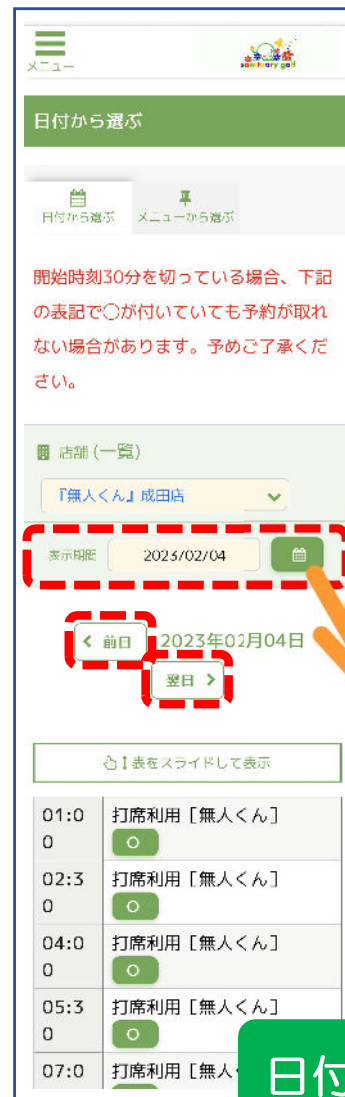 メニュー
sanctuary golf
日付から選ぶ
日付から選ぶ
メニューから選ぶ
開始時刻30分を切っている場合、下記
の表記で○が付いていても予約が取れ
ない場合があります。予めご了承くだ
さい。
店舗 (一覧)
『無人くん』成田店
表示期間
2023/02/04
前日
2023年02月04日
翌日
表をスライドして表示
01:0
0
打席利用［無人くん］
○
02:3
0
打席利用［無人くん］
○
04:0
0
打席利用［無人くん］
○
05:3
0
打席利用［無人くん］
○
07:0
打席利用［無人
日付